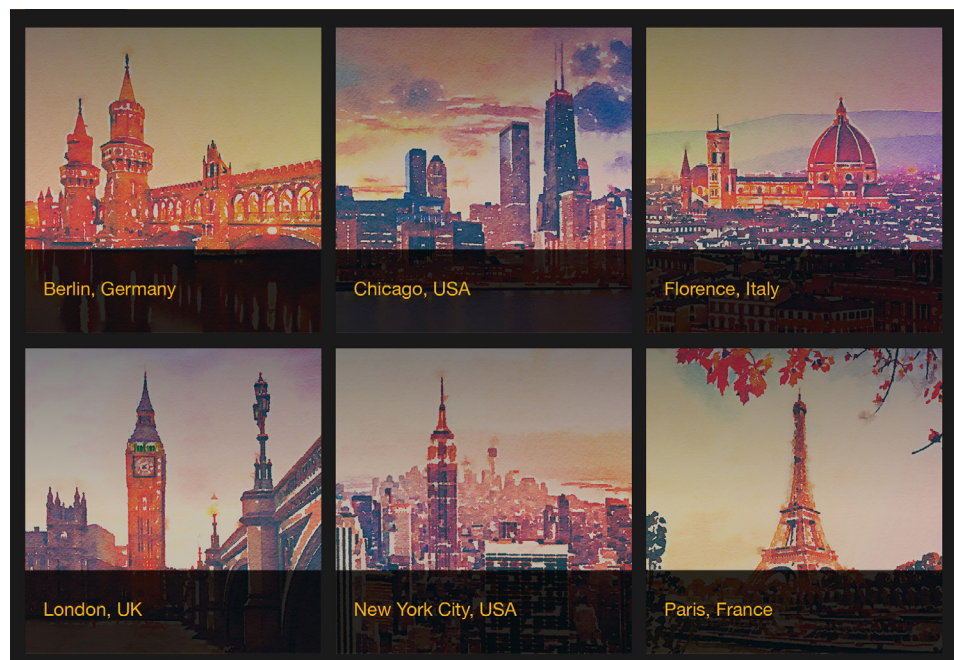 Berlin, Germany
Chicago, USA
Florence, Italy
London, UK
New York City, USA
Paris, France